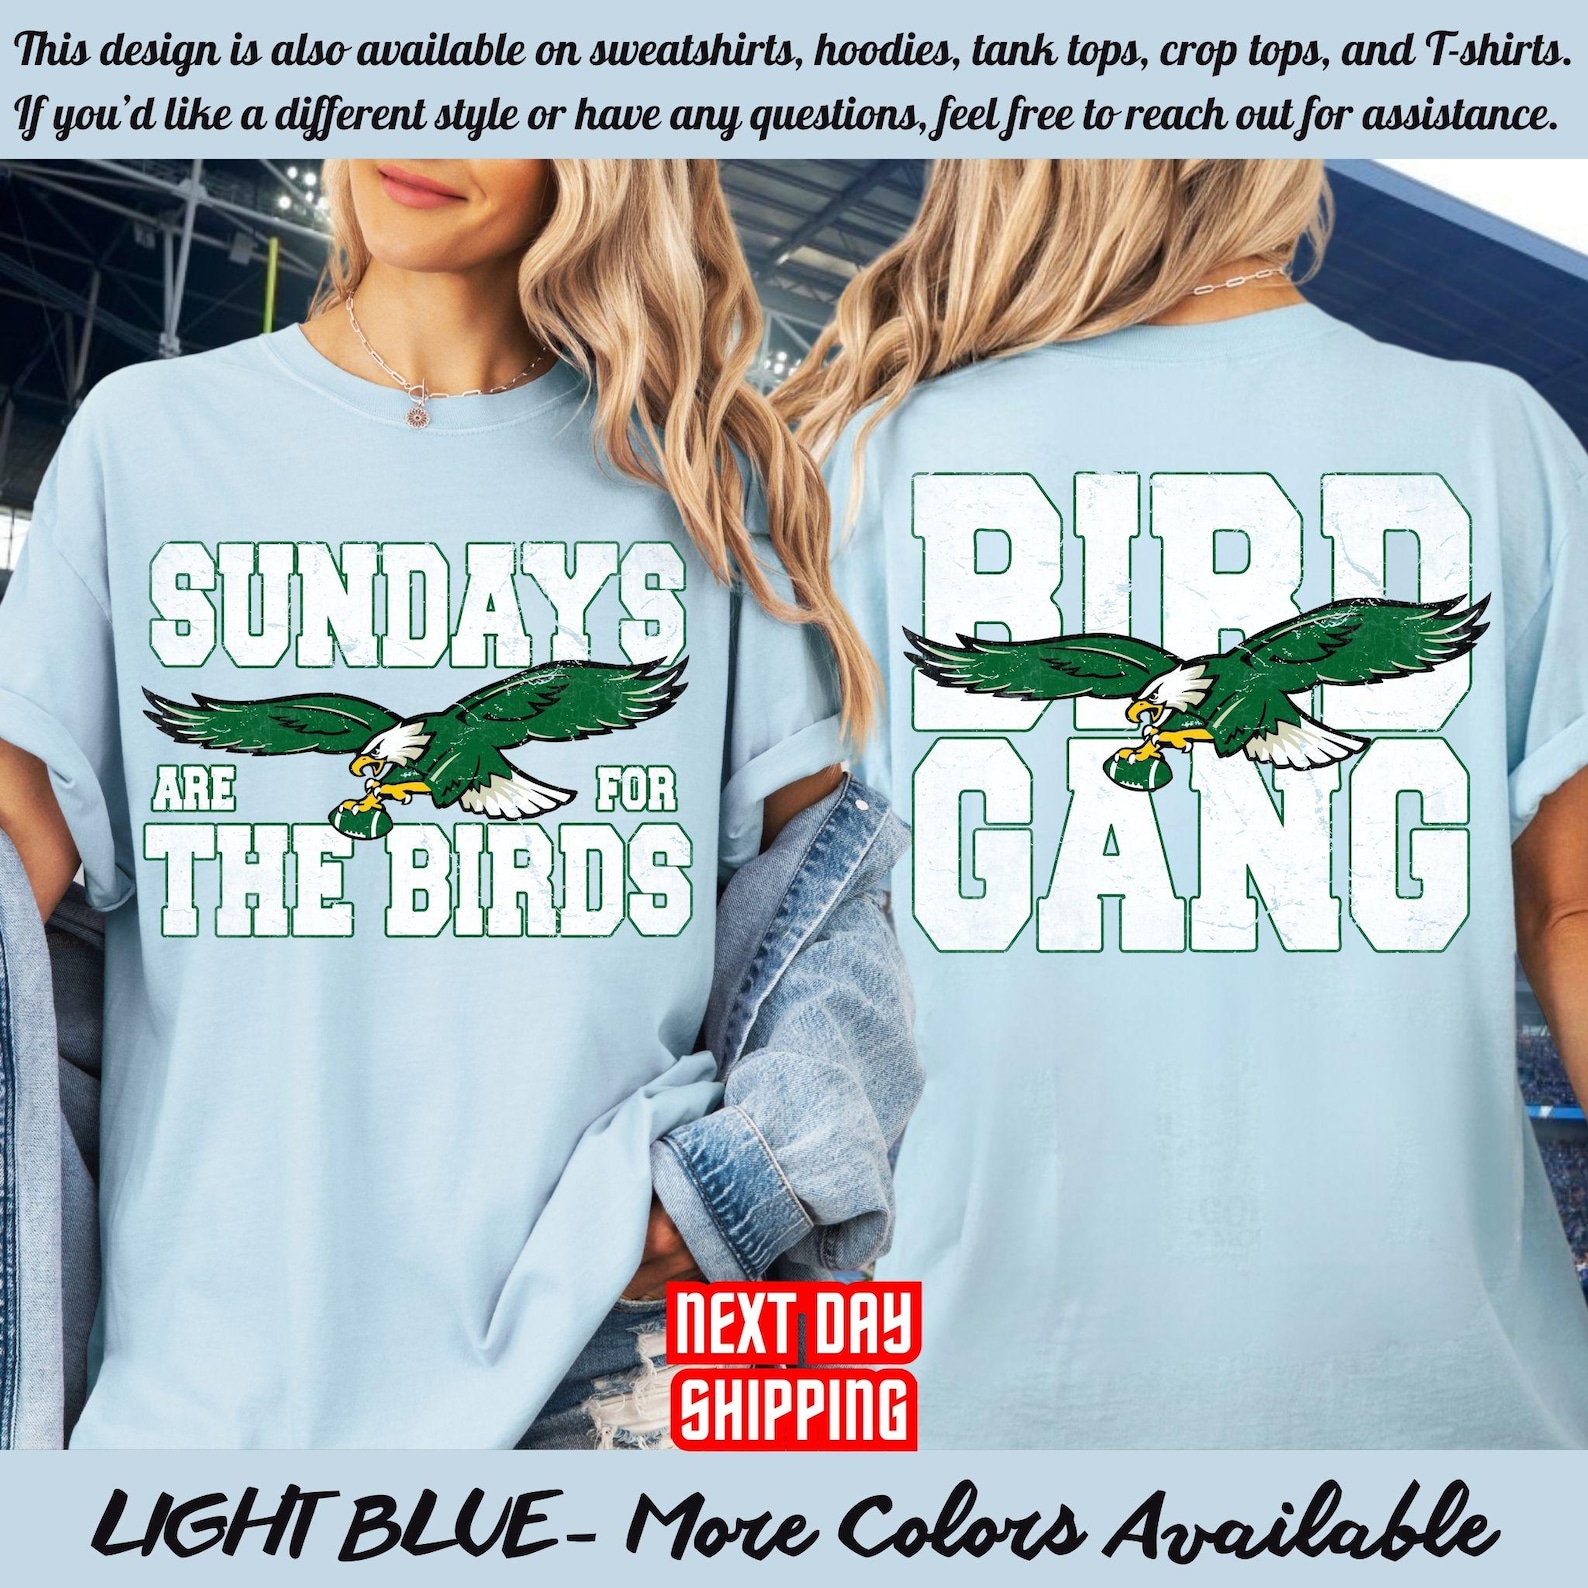 This design is also available on sweatshirts, hoodies, tank tops, crop tops, and T-shirts.
If you'd like a different style or have any questions, feel free to reach out for assistance.
SUNDAYS
ARE FOR
THE BIRDS
BIRD
GANG
NEXT DAY
SHIPPING
LIGHT BLUE- More Colors Available